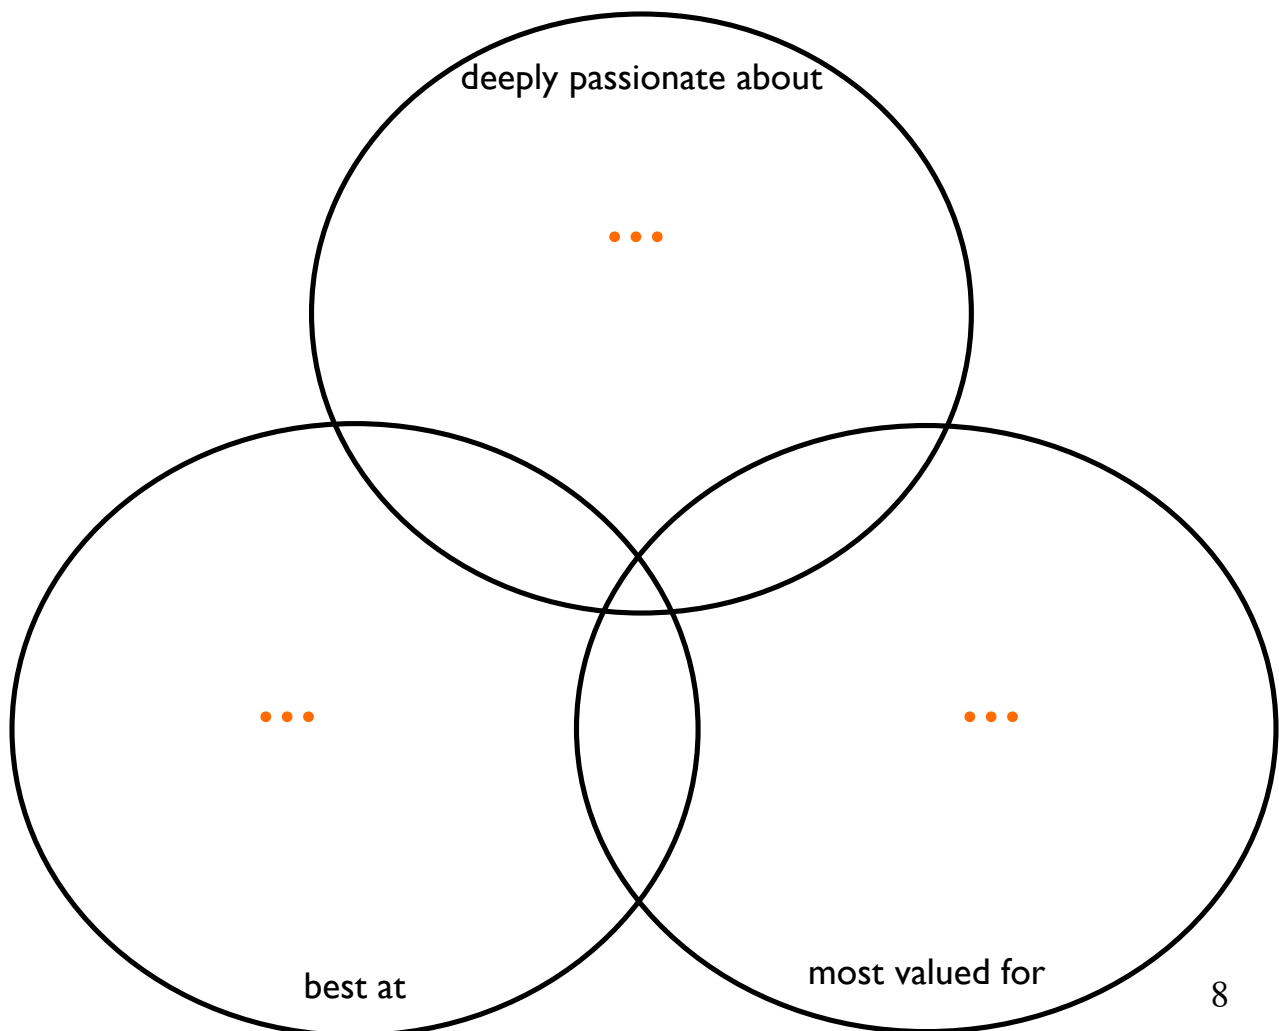 deeply passionate about
...
...
...
best at
most valued for
8